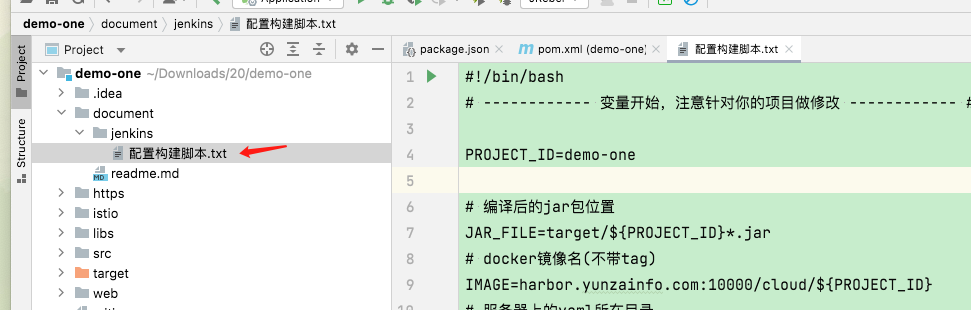 Application
demo-one document jenkins 配置构建脚本.txt
Project
package.json
pom.xml (demo-one)
配置构建脚本.txt
Project
Structure
demo-one ~/Downloads/20/demo-one
.idea
document
jenkins
配置构建脚本.txt
readme.md
https
istio
libs
src
target
web
1 #!/bin/bash
2 # ------------ 变量开始，注意针对你的项目做修改 ------------ #
3
4 PROJECT_ID=demo-one
5
6 # 编译后的jar包位置
7 JAR_FILE=target/${PROJECT_ID}*.jar
8 # docker镜像名(不带tag)
9 IMAGE=harbor.yunzainfo.com:10000/cloud/${PROJECT_ID}